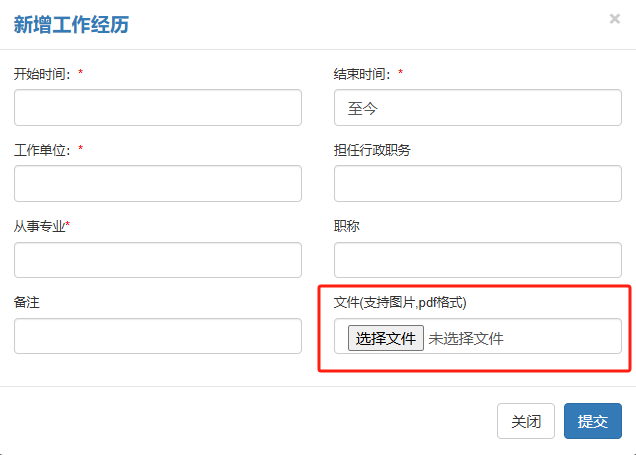 新增工作经历
×
开始时间：*
结束时间：*
至今
工作单位：*
担任行政职务
从事专业*
职称
备注
文件(支持图片,pdf格式)
选择文件 未选择文件
关闭
提交